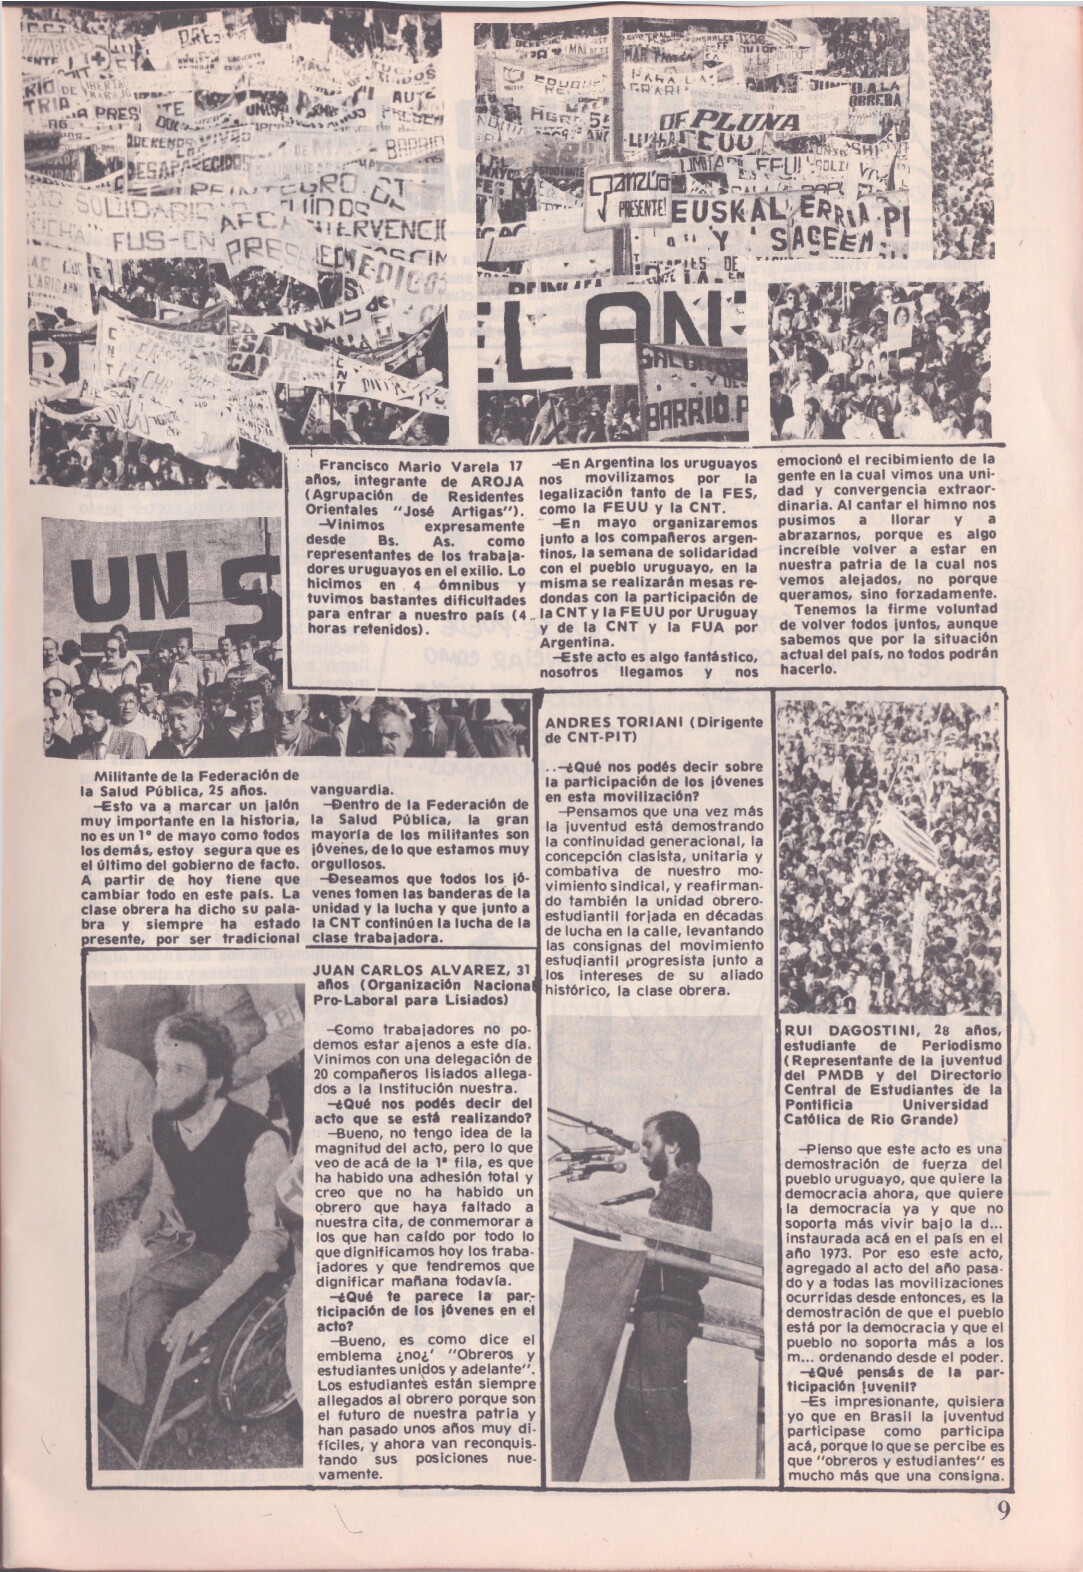 DE PLUNA
FEUU
Ganzúa
PRESENTE!
EUSKAL ERRIA
Y SAGEEM
FUS-CN
DESAPARECIDOS
BARRIO
UN S
Francisco Mario Varela 17
años, integrante de AROJA
(Agrupación de Residentes
Orientales "José Artigas").
—Vinimos expresamente
desde Bs. As. como
representantes de los trabaja-
dores uruguayos en el exilio. Lo
hicimos en 4 ómnibus y
tuvimos bastantes dificultades
para entrar a nuestro país (4
horas retenidos).
—En Argentina los uruguayos
nos movilizamos por la
legalización tanto de la FES,
como la FEUU y la CNT.
—En mayo organizaremos
junto a los compañeros argen-
tinos, la semana de solidaridad
con el pueblo uruguayo, en la
misma se realizarán mesas re-
dondas con la participación de
la CNT y la FEUU por Uruguay
y de la CNT y la FUA por
Argentina.
—Este acto es algo fantástico,
nosotros llegamos y nos
emocionó el recibimiento de la
gente en la cual vimos una uni-
dad y convergencia extraor-
dinaria. Al cantar el himno nos
pusimos a llorar y a
abrazarnos, porque es algo
increíble volver a estar en
nuestra patria de la cual nos
vemos alejados, no porque
queramos, sino forzadamente.
Tenemos la firme voluntad
de volver todos juntos, aunque
sabemos que por la situación
actual del país, no todos podrán
hacerlo.
Militante de la Federación de
la Salud Pública, 25 años.
—Esto va a marcar un jalón
muy importante en la historia,
no es un 1º de mayo como todos
los demás, estoy segura que es
el último del gobierno de facto.
A partir de hoy tiene que
cambiar todo en este país. La
clase obrera ha dicho su pala-
bra y siempre ha estado
presente, por ser tradicional
vanguardia.
—Dentro de la Federación de
la Salud Pública, la gran
mayoría de los militantes son
jóvenes, de lo que estamos muy
orgullosos.
—Deseamos que todos los jó-
venes tomen las banderas de la
unidad y la lucha y que junto a
la CNT continúen la lucha de la
clase trabajadora.
JUAN CARLOS ALVAREZ, 31
años (Organización Nacional
Pro-Laboral para Lisiados)
—Como trabajadores no po-
demos estar ajenos a este día.
Vinimos con una delegación de
20 compañeros lisiados allega-
dos a la Institución nuestra.
—¿Qué nos podés decir del
acto que se está realizando?
—Bueno, no tengo idea de la
magnitud del acto, pero lo que
veo de acá de la 1ª fila, es que
ha habido una adhesión total y
creo que no ha habido un
obrero que haya faltado a
nuestra cita, de conmemorar a
los que han caído por todo lo
que dignificamos hoy los traba-
jadores y que tendremos que
dignificar mañana todavía.
—¿Qué te parece la par-
ticipación de los jóvenes en el
acto?
—Bueno, es como dice el
emblema ¿no¿' "Obreros y
estudiantes unidos y adelante".
Los estudiantes están siempre
allegados al obrero porque son
el futuro de nuestra patria y
han pasado unos años muy di-
fíciles, y ahora van reconquis-
tando sus posiciones nue-
vamente.
ANDRES TORIANI (Dirigente
de CNT-PIT)
..—¿Qué nos podés decir sobre
la participación de los jóvenes
en esta movilización?
—Pensamos que una vez más
la juventud está demostrando
la continuidad generacional, la
concepción clasista, unitaria y
combativa de nuestro mo-
vimiento sindical, y reafirman-
do también la unidad obrero-
estudiantil forjada en décadas
de lucha en la calle, levantando
las consignas del movimiento
estudiantil progresista junto a
los intereses de su aliado
histórico, la clase obrera.
RUI DAGOSTINI, 28 años,
estudiante de Periodismo
(Representante de la juventud
del PMDB y del Directorio
Central de Estudiantes de la
Pontificia Universidad
Católica de Rio Grande)
—Pienso que este acto es una
demostración de fuerza del
pueblo uruguayo, que quiere la
democracia ahora, que quiere
la democracia ya y que no
soporta más vivir bajo la d...
instaurada acá en el país en el
año 1973. Por eso este acto,
agregado al acto del año pasa-
do y a todas las movilizaciones
ocurridas desde entonces, es la
demostración de que el pueblo
está por la democracia y que el
pueblo no soporta más a los
m... ordenando desde el poder.
—¿Qué pensás de la par-
ticipación juvenil?
—Es impresionante, quisiera
yo que en Brasil la juventud
participase como participa
acá, porque lo que se percibe es
que "obreros y estudiantes" es
mucho más que una consigna.
9